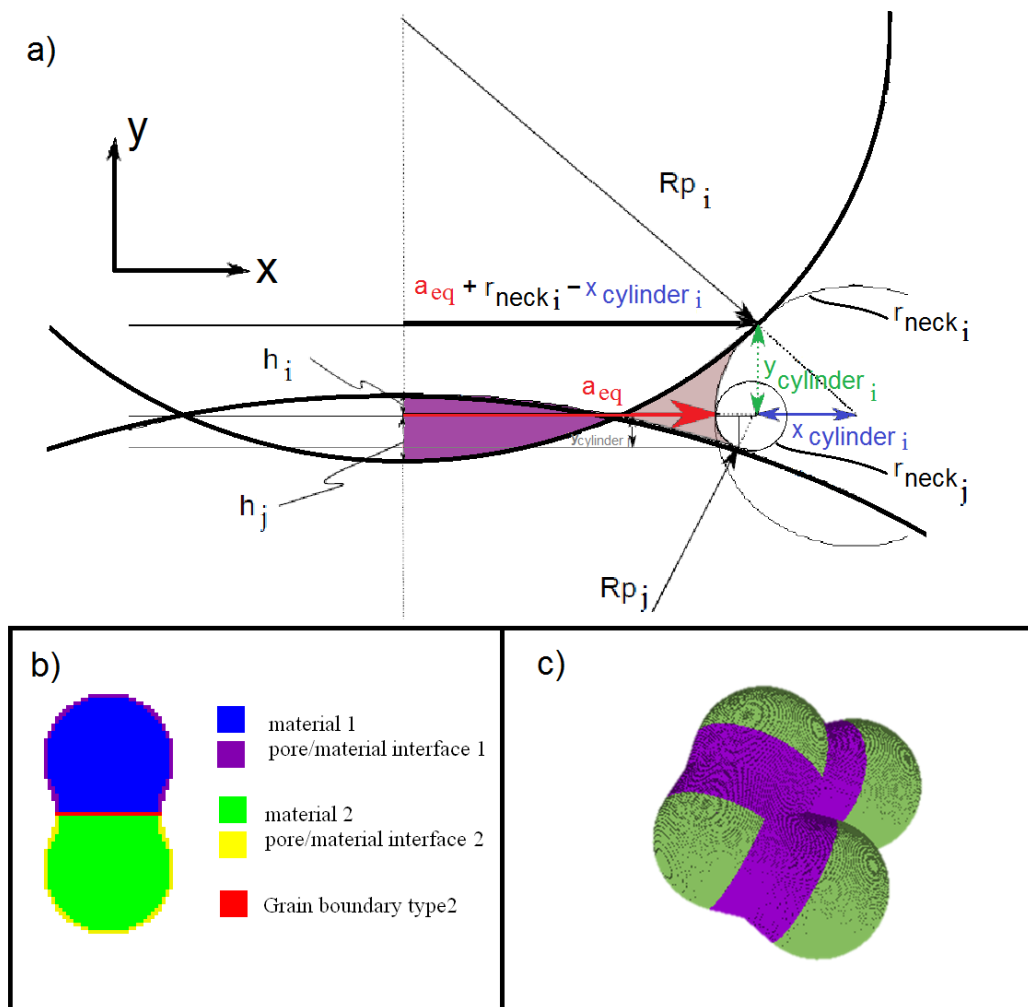 a)
y
x
Rp i
a eq + r neck i − x cylinder i
r neck i
h i
a eq
y cylinder i
y cylinder j
x cylinder i
h j
r neck j
Rp j
b)
material 1
pore/material interface 1
material 2
pore/material interface 2
Grain boundary type2
c)